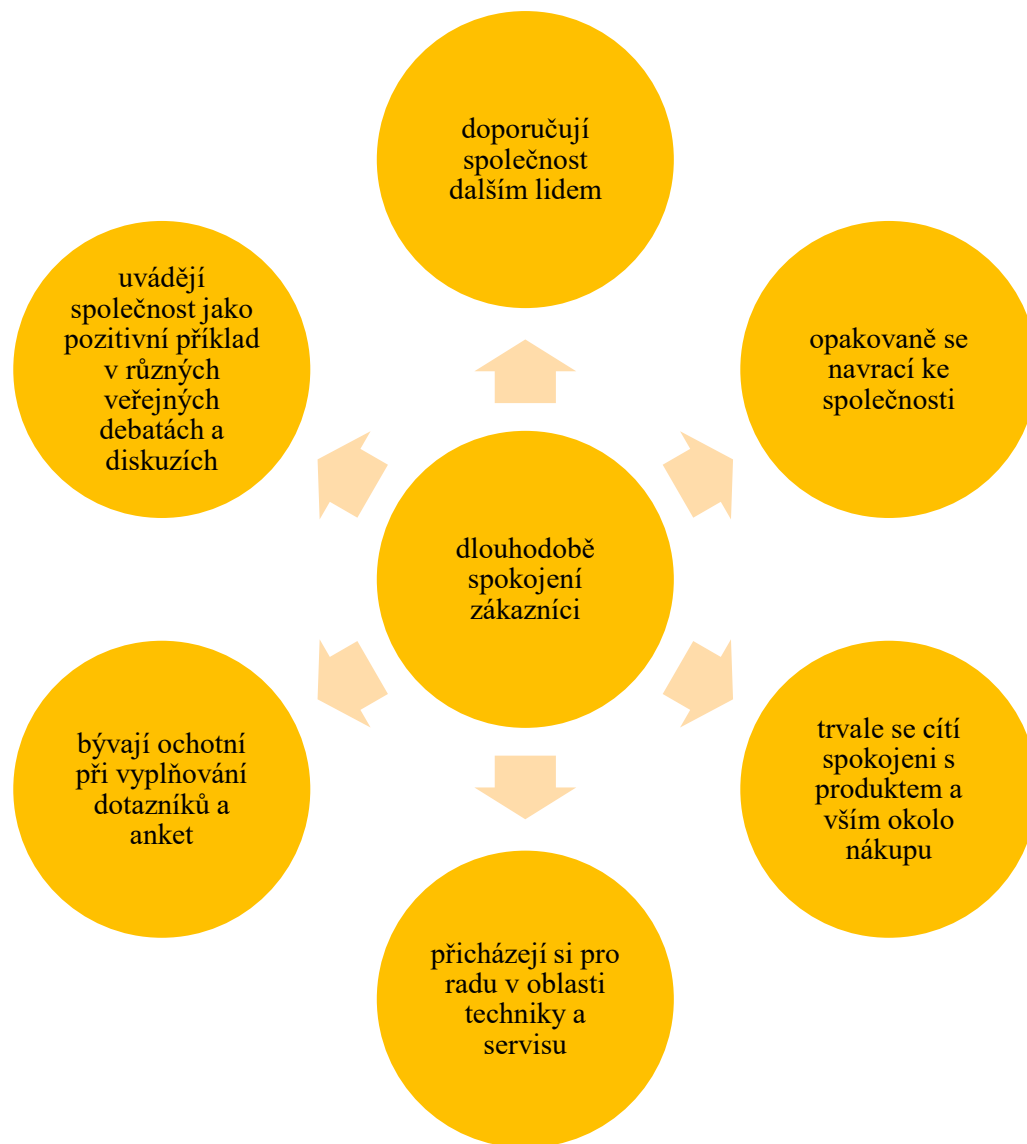 doporučují
společnost
dalším lidem
uvádějí
společnost jako
pozitivní příklad
v různých
veřejných
debatách a
diskuzích
opakovaně se
navrací ke
společnosti
dlouhodobě
spokojení
zákazníci
bývají ochotní
při vyplňování
dotazníků a
anket
trvale se cítí
spokojeni s
produktem a
vším okolo
nákupu
přicházejí si pro
radu v oblasti
techniky a
servisu